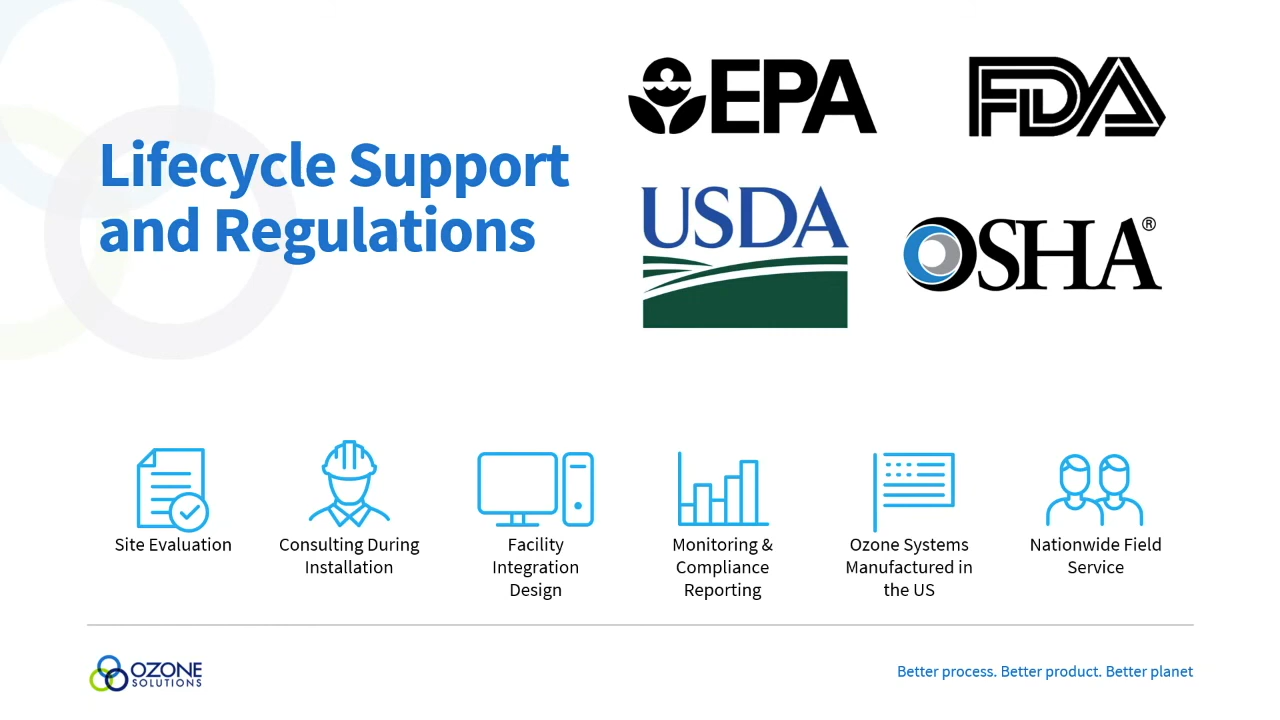 Lifecycle Support
and Regulations
EPA
FDA
USDA
OSHA®
Site Evaluation
Consulting During
Installation
Facility
Integration
Design
Monitoring &
Compliance
Reporting
Ozone Systems
Manufactured in
the US
Nationwide Field
Service
OZONE
SOLUTIONS
Better process. Better product. Better planet